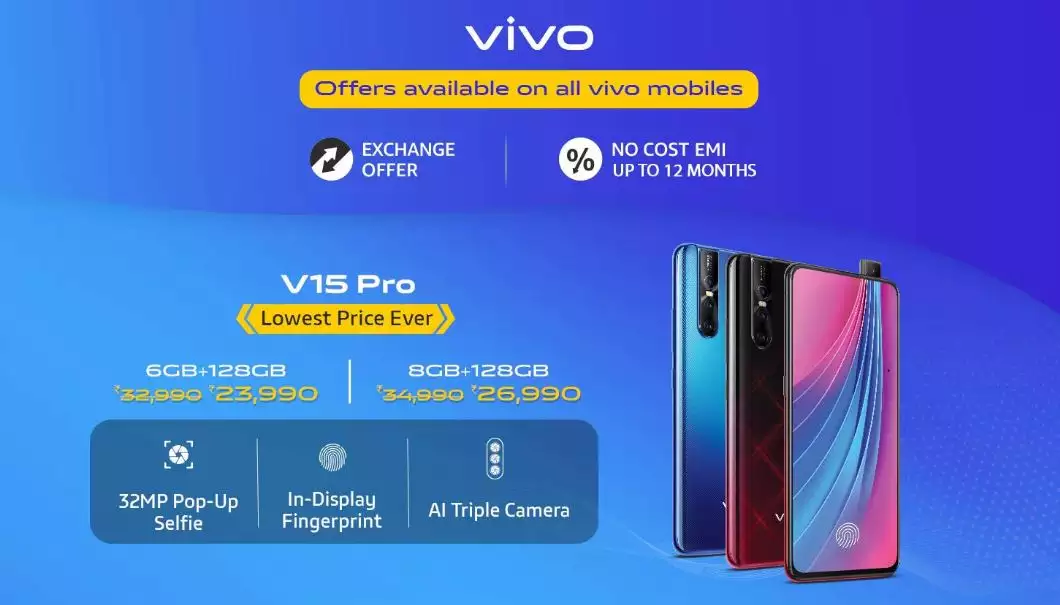 vivo
Offers available on all vivo mobiles
EXCHANGE
OFFER
NO COST EMI
UP TO 12 MONTHS
V15 Pro
Lowest Price Ever
6GB+128GB
₹32,990 ₹23,990
8GB+128GB
₹34,990 ₹26,990
32MP Pop-Up
Selfie
In-Display
Fingerprint
AI Triple Camera